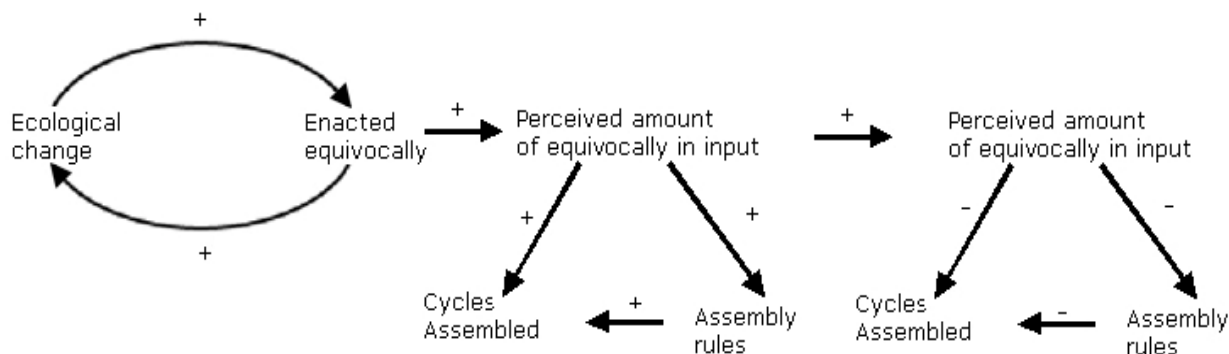 +
Ecological
change
+
Enacted
equivocally
+
Perceived amount
of equivocally in input
+
+
Cycles
Assembled
+
Assembly
rules
+
Perceived amount
of equivocally in input
-
-
Cycles
Assembled
-
Assembly
rules